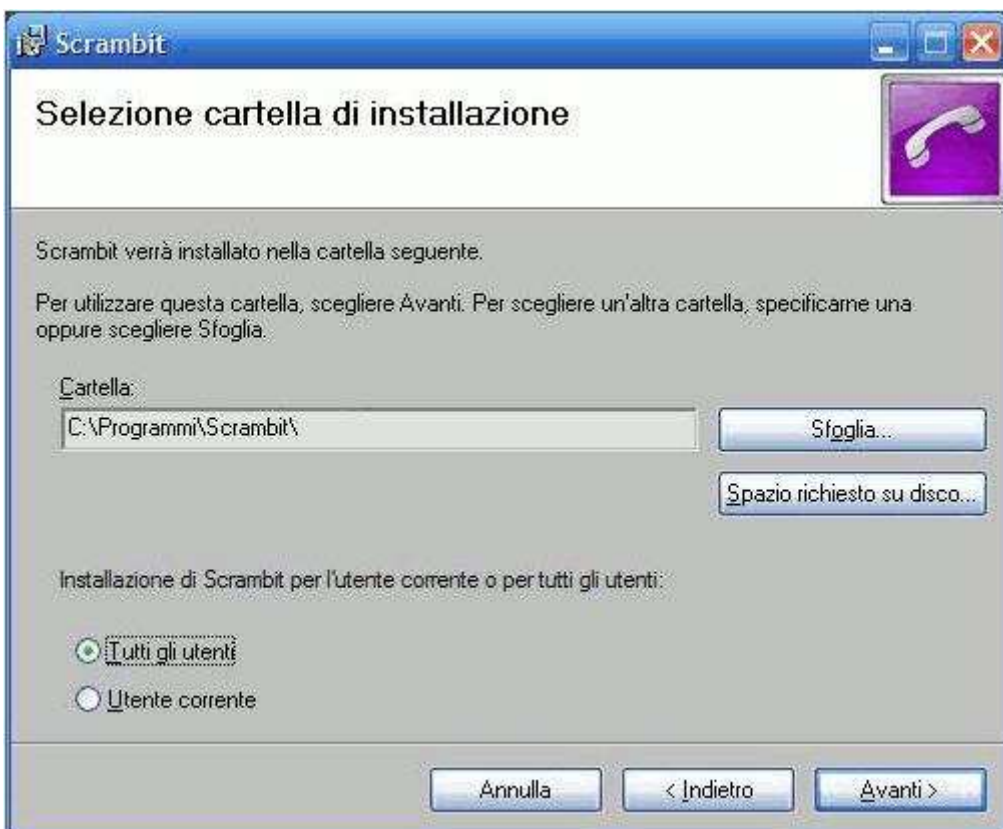 Scrambit
Selezione cartella di installazione
Scrambit verrà installato nella cartella seguente.
Per utilizzare questa cartella, scegliere Avanti. Per scegliere un'altra cartella, specificarne una
oppure scegliere Sfoglia.
Cartella:
C:\Programmi\Scrambit\
Sfoglia...
Spazio richiesto su disco...
Installazione di Scrambit per l'utente corrente o per tutti gli utenti:
Tutti gli utenti
Utente corrente
Annulla
< Indietro
Avanti >